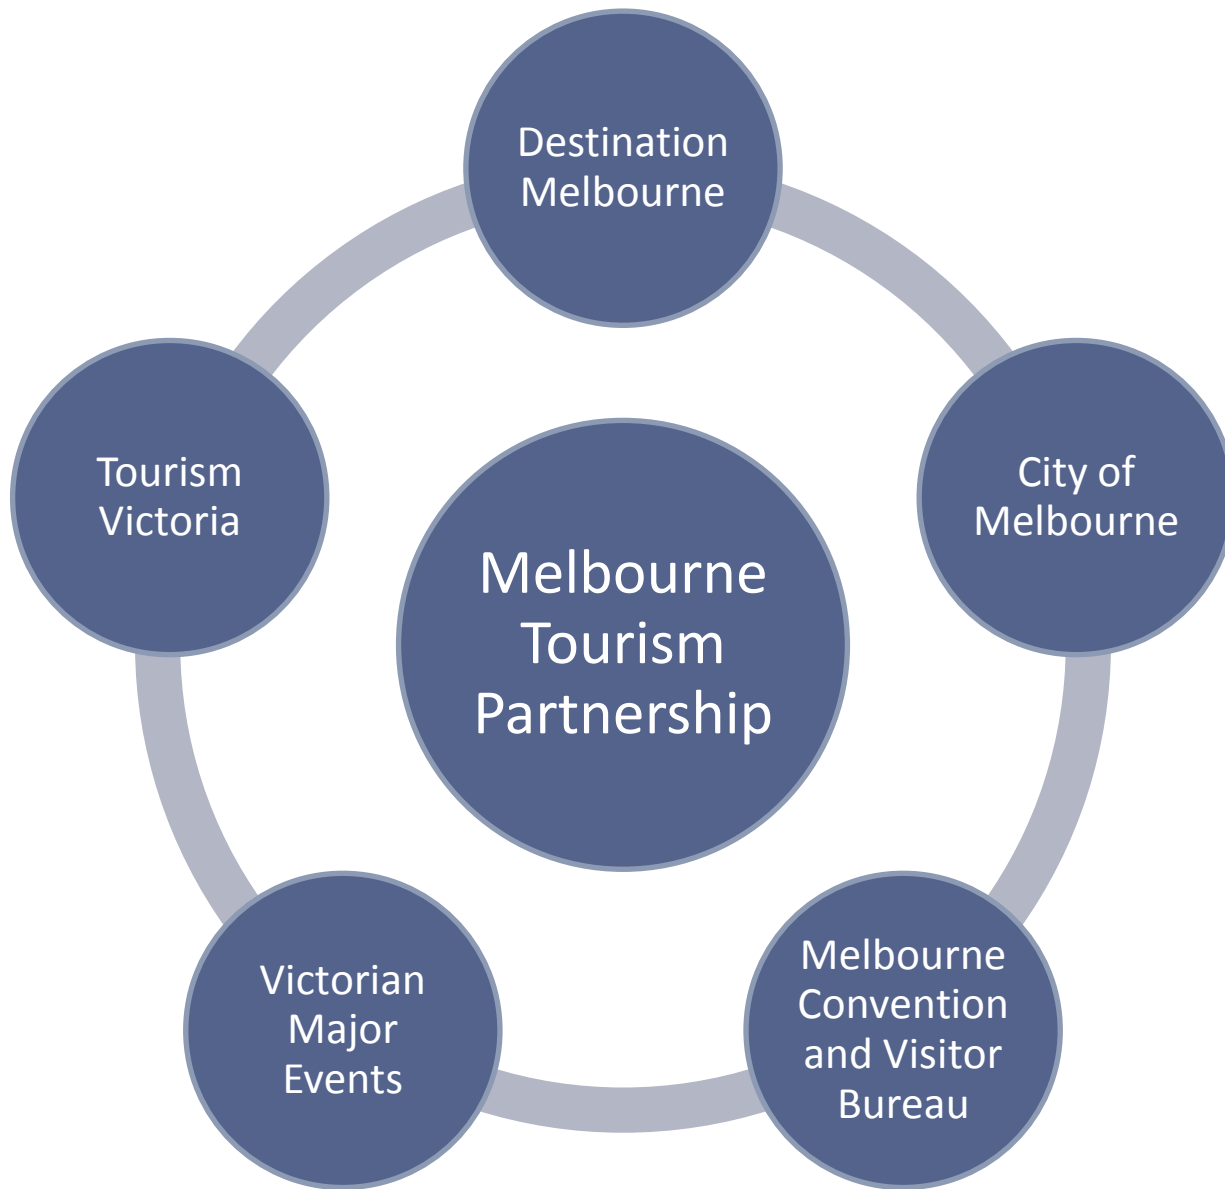 Destination
Melbourne
City of
Melbourne
Melbourne
Convention
and Visitor
Bureau
Victorian
Major
Events
Tourism
Victoria
Melbourne
Tourism
Partnership